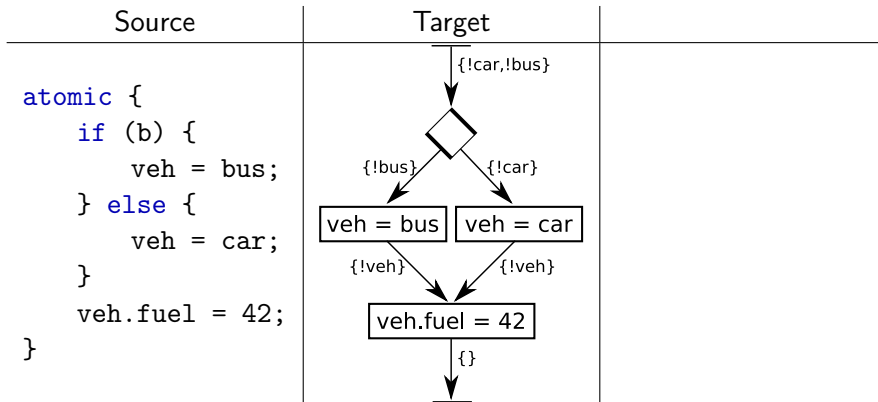 Source
Target
atomic {
if (b) {
veh = bus;
} else {
veh = car;
}
veh.fuel = 42;
}
{!car,!bus}
{!bus}
{!car}
veh = bus
veh = car
{!veh}
{!veh}
veh.fuel = 42
{}